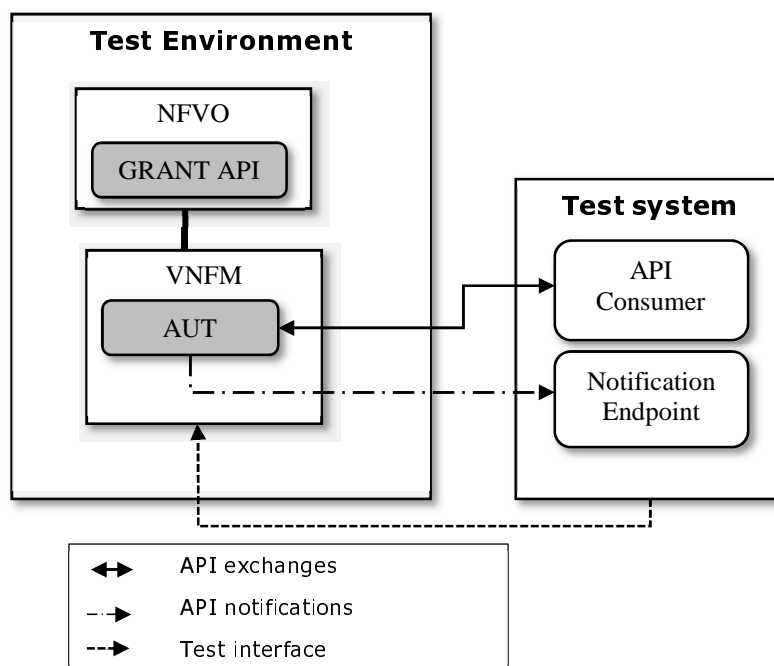 Test Environment
NFVO
GRANT API
VNFM
AUT
Test system
API
Consumer
Notification
Endpoint
API exchanges
API notifications
Test interface